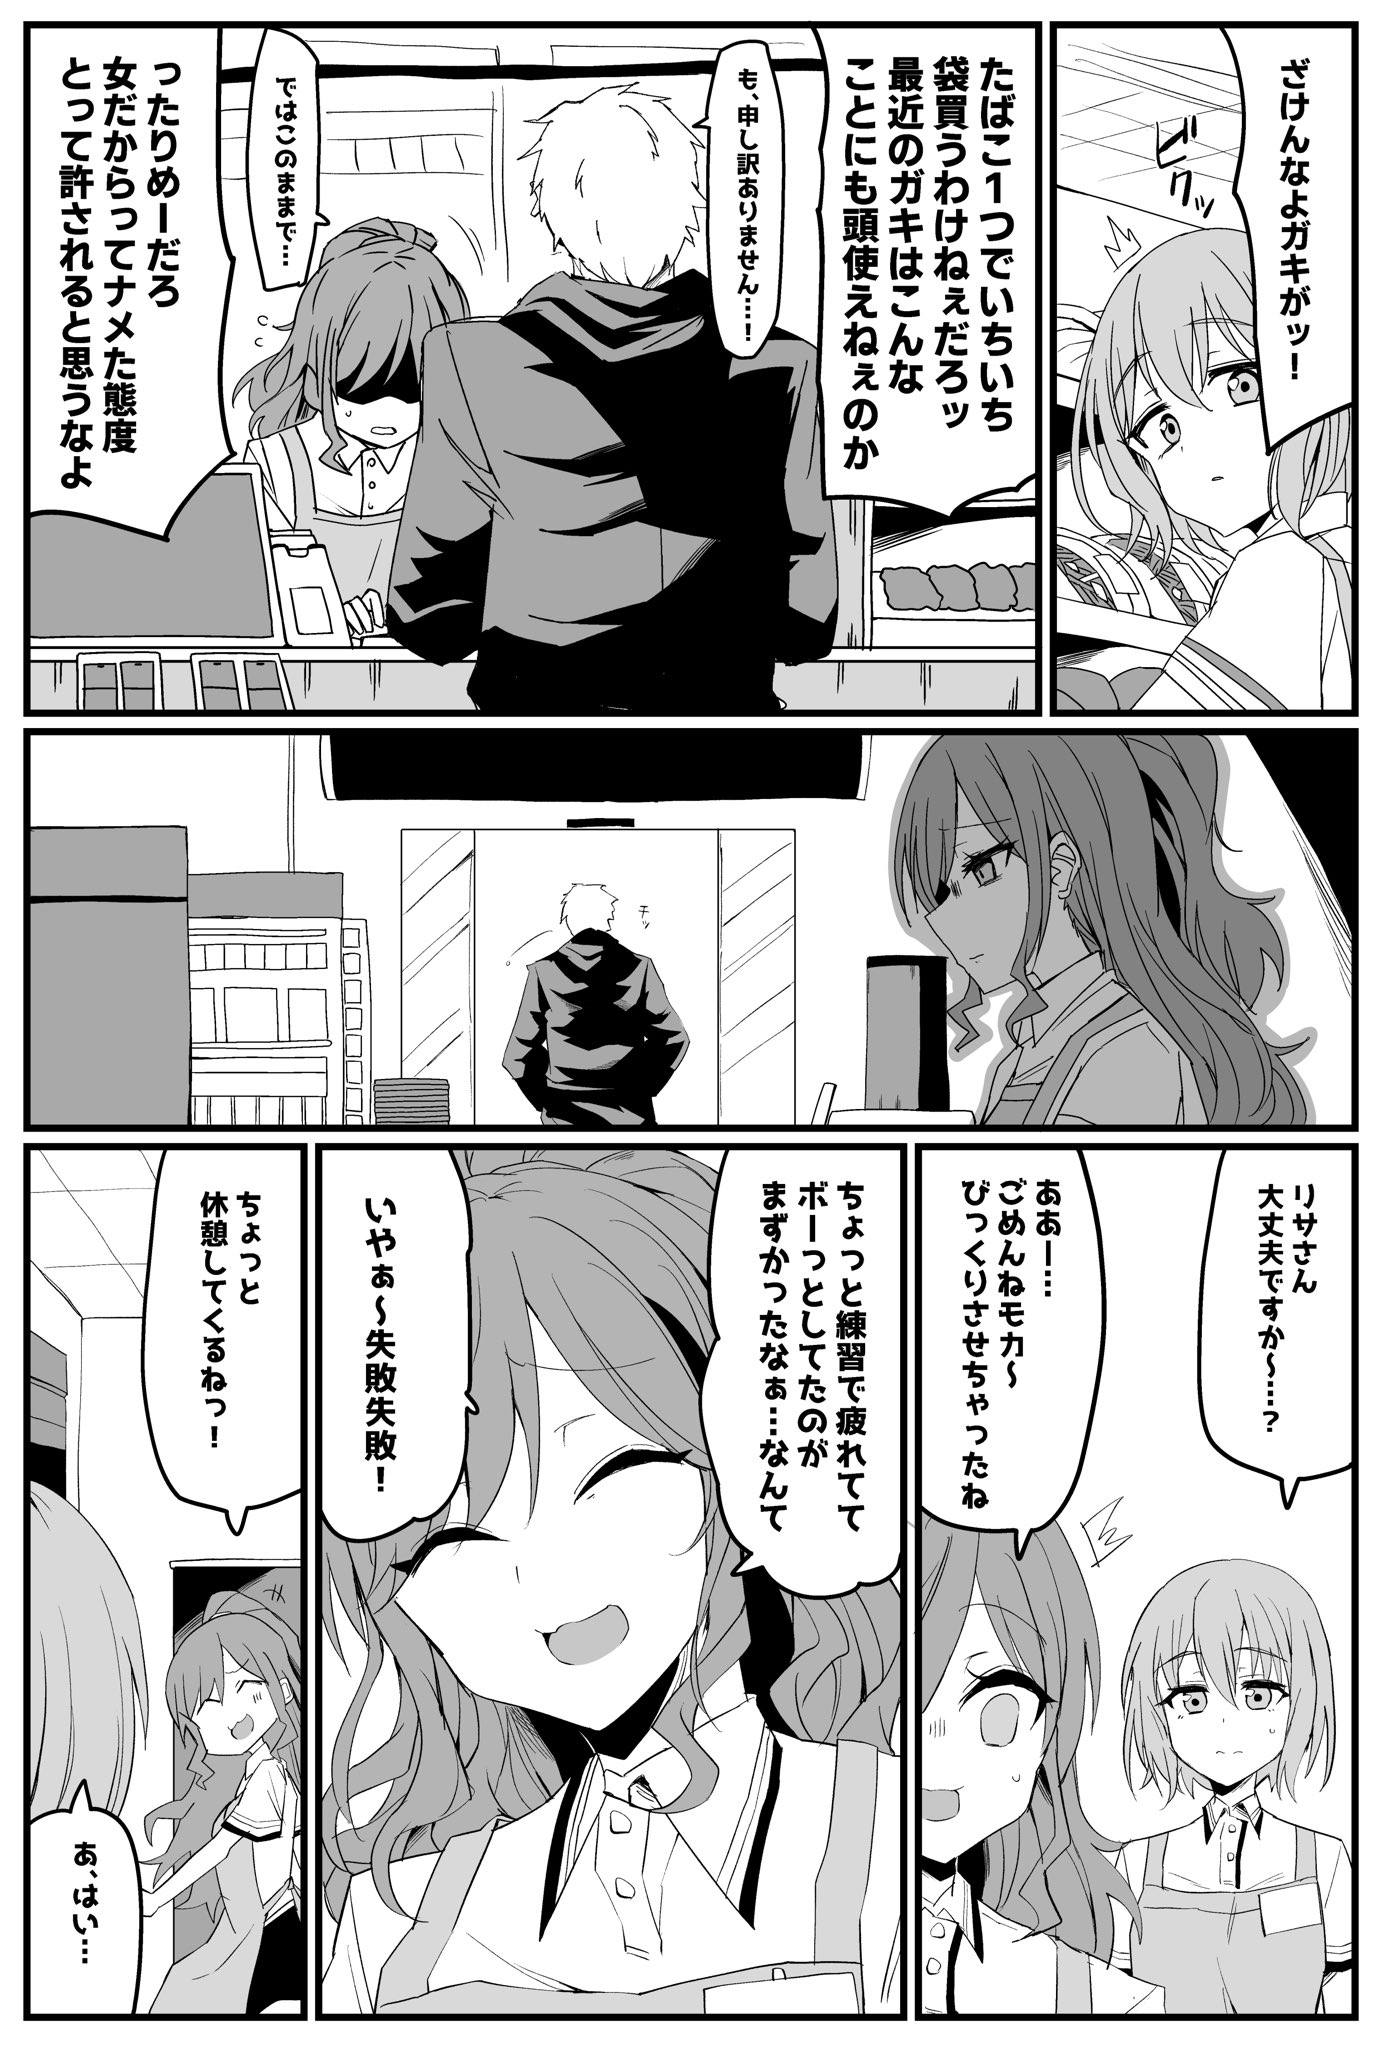 ざけんなよガキがッ!
ビクッ
たばこ1つでいちいち
袋買うわけねぇだろッ
最近のガキはこんな
ことにも頭使えねぇのか
も、申し訳ありません…!
ではこのままで…
ったりめーだろ
女だからってナメた態度
とって許されると思うなよ
チッ
リサさん
大丈夫ですか〜…?
ああー…
ごめんねモカ〜
びっくりさせちゃったね
ちょっと練習で疲れてて
ボーっとしてたのが
まずかったなぁ…なんて
いやぁ〜失敗失敗!
ちょっと
休憩してくるねっ!
あ、はい…